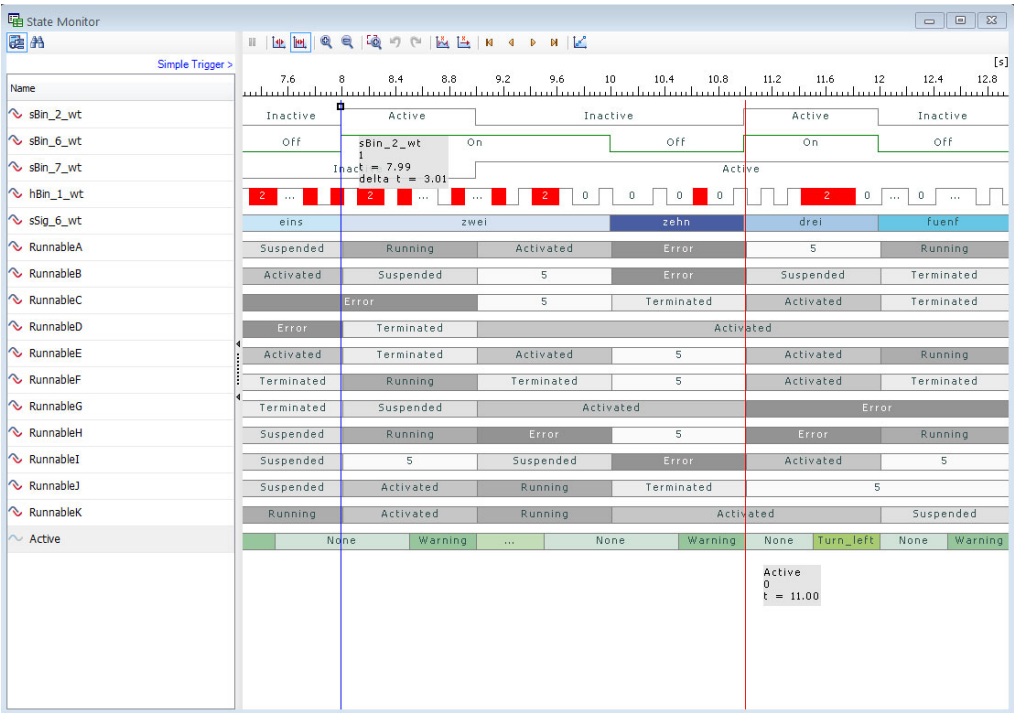 State Monitor
Simple Trigger >
[s]
Name
7.6 8 8.4 8.8 9.2 9.6 10 10.4 10.8 11.2 11.6 12 12.4 12.8
sBin_2_wt Inactive Active Inactive Active Inactive
sBin_6_wt Off On Off On Off
sBin_2_wt
1
t = 7.99
delta t = 3.01
sBin_7_wt Inact Active
hBin_1_wt 2 ... 2 ... ... 2 0 0 0 0 2 0 ... 0 ...
sSig_6_wt eins zwei zehn drei fuenf
RunnableA Suspended Running Activated Error 5 Running
RunnableB Activated Suspended 5 Error Suspended Terminated
RunnableC Error 5 Terminated Activated Terminated
RunnableD Error Terminated Activated
RunnableE Activated Terminated Activated 5 Activated Running
RunnableF Terminated Running Terminated 5 Activated Terminated
RunnableG Terminated Suspended Activated Error
RunnableH Suspended Running Error 5 Error Running
RunnableI Suspended 5 Suspended Error Activated 5
RunnableJ Suspended Activated Running Terminated 5
RunnableK Running Activated Running Activated Suspended
Active None Warning ... None Warning None Turn_left None Warning
Active
0
t = 11.00